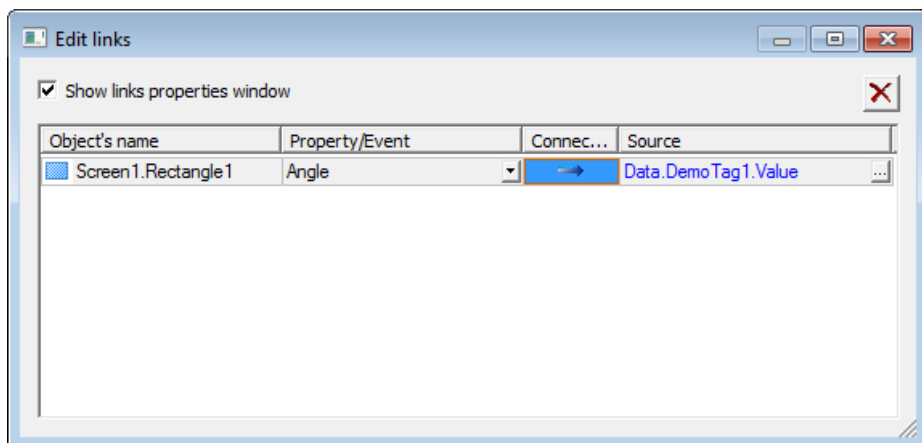 Edit links
Show links properties window
Object's name Property/Event Connec... Source
Screen1.Rectangle1 Angle Data.DemoTag1.Value ...